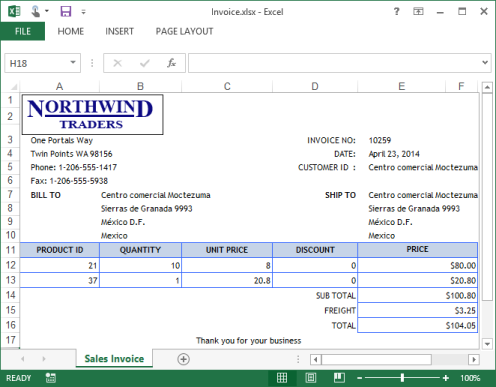 Invoice.xlsx - Excel
?
FILE HOME INSERT PAGE LAYOUT
H18 fx
A B C D E F
1 NORTHWIND
2 TRADERS
3 One Portals Way INVOICE NO: 10259
4 Twin Points WA 98156 DATE: April 23, 2014
5 Phone: 1-206-555-1417 CUSTOMER ID : Centro comercial Moctezuma
6 Fax: 1-206-555-5938
7 BILL TO Centro comercial Moctezuma SHIP TO Centro comercial Moctezuma
8 Sierras de Granada 9993 Sierras de Granada 9993
9 México D.F. México D.F.
10 Mexico Mexico
11 PRODUCT ID QUANTITY UNIT PRICE DISCOUNT PRICE
12 21 10 8 0 $80.00
13 37 1 20.8 0 $20.80
14 SUB TOTAL $100.80
15 FREIGHT $3.25
16 TOTAL $104.05
17 Thank you for your business
Sales Invoice
READY 100%